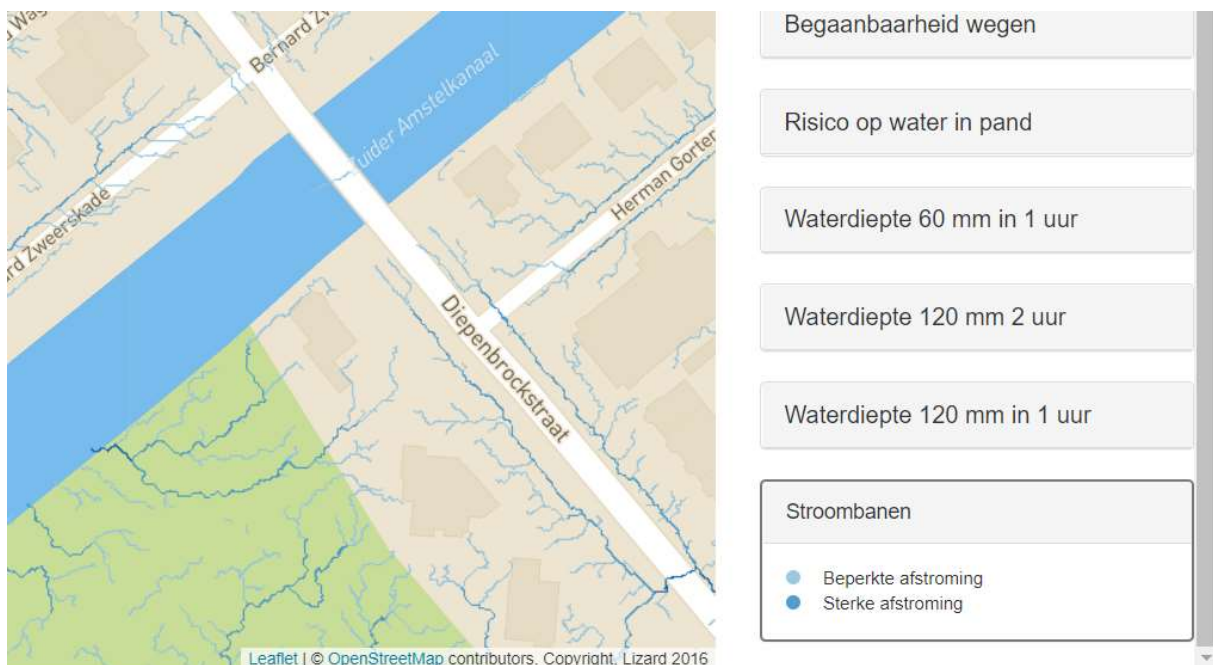 Bernard Zw
Zuider Amstelkanaal
rd Zweerskade
Herman Gorter
Diepenbrockstraat
Leaflet | © OpenStreetMap contributors, Copyright, Lizard 2016
Begaanbaarheid wegen
Risico op water in pand
Waterdiepte 60 mm in 1 uur
Waterdiepte 120 mm 2 uur
Waterdiepte 120 mm in 1 uur
Stroombanen
Beperkte afstroming
Sterke afstroming